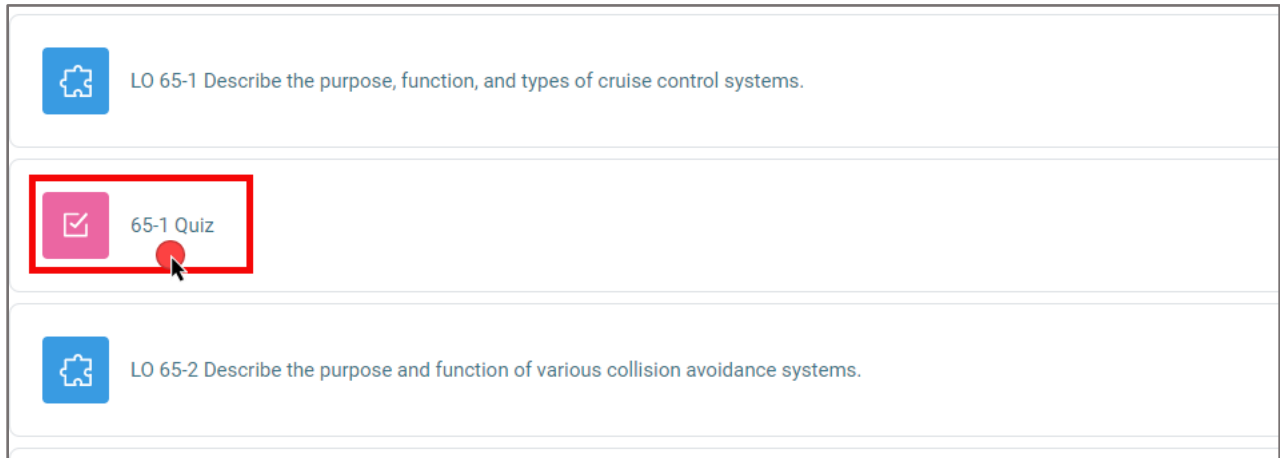 LO 65-1 Describe the purpose, function, and types of cruise control systems.
65-1 Quiz
LO 65-2 Describe the purpose and function of various collision avoidance systems.